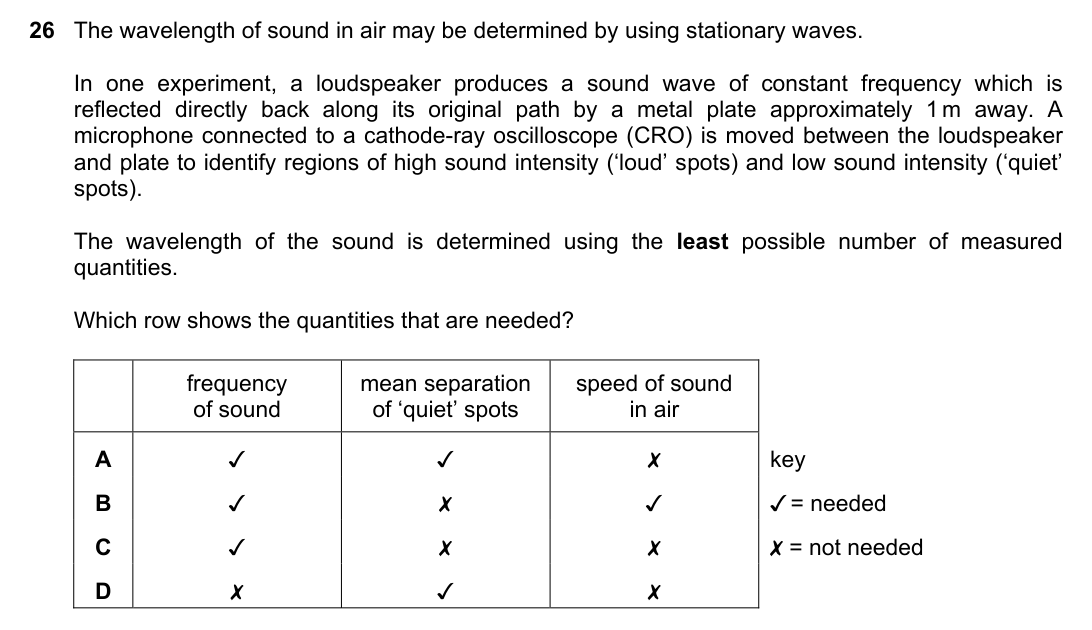 26 The wavelength of sound in air may be determined by using stationary waves.
In one experiment, a loudspeaker produces a sound wave of constant frequency which is
reflected directly back along its original path by a metal plate approximately 1 m away. A
microphone connected to a cathode-ray oscilloscope (CRO) is moved between the loudspeaker
and plate to identify regions of high sound intensity (‘loud’ spots) and low sound intensity (‘quiet’
spots).
The wavelength of the sound is determined using the least possible number of measured
quantities.
Which row shows the quantities that are needed?
frequency of sound | mean separation of ‘quiet’ spots | speed of sound in air
A ✓ ✓ ✗ key
B ✓ ✗ ✓ ✓ = needed
C ✓ ✗ ✗ ✗ = not needed
D ✗ ✓ ✗